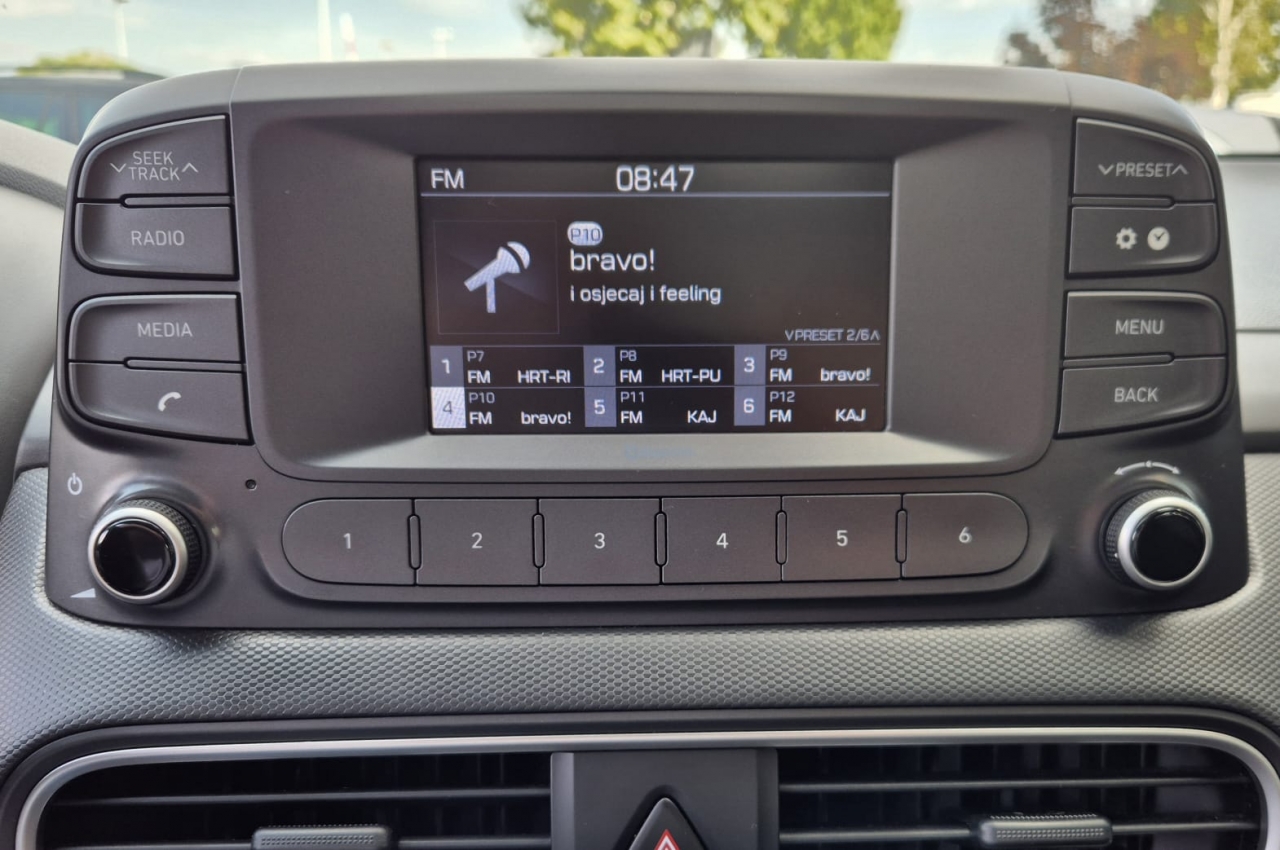 SEEK
TRACK
RADIO
MEDIA
FM 08:47
P10
bravo!
i osjecaj i feeling
PRESET 2/6
1 P7 FM HRT-RI
2 P8 FM HRT-PU
3 P9 FM bravo!
4 P10 FM bravo!
5 P11 FM KAJ
6 P12 FM KAJ
PRESET
MENU
BACK
1 2 3 4 5 6